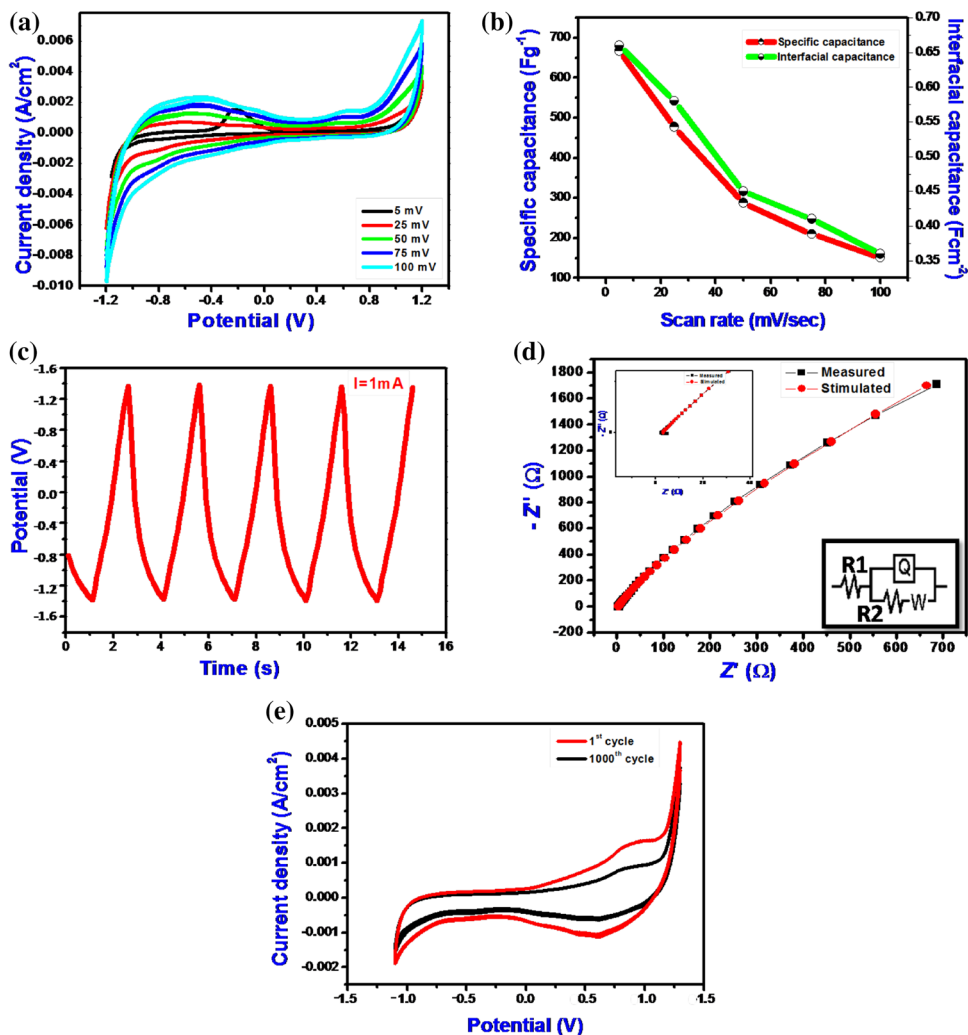 (a)
0.006
0.004
0.002
0.000
-0.002
-0.004
-0.006
-0.008
-0.010
Current density (A/cm²)
5 mV
25 mV
50 mV
75 mV
100 mV
-1.2 -0.8 -0.4 0.0 0.4 0.8 1.2
Potential (V)
(b)
700
600
500
400
300
200
100
Specific capacitance (Fg⁻¹)
Specific capacitance
Interfacial capacitance
0.70
0.65
0.60
0.55
0.50
0.45
0.40
0.35
Interfacial capacitance (Fcm⁻²)
0 20 40 60 80 100
Scan rate (mV/sec)
(c)
-1.6
-1.2
-0.8
-0.4
0.0
-0.4
-0.8
-1.2
-1.6
Potential (V)
I=1mA
0 2 4 6 8 10 12 14 16
Time (s)
(d)
1800
1600
1400
1200
1000
800
600
400
200
0
-200
- Z'' (Ω)
Measured
Stimulated
Measured
Stimulated
- Z'' (Ω)
0 20 40
Z' (Ω)
R1
Q
R2
W
0 100 200 300 400 500 600 700
Z' (Ω)
(e)
0.005
0.004
0.003
0.002
0.001
0.000
-0.001
-0.002
Current density (A/cm²)
1st cycle
1000th cycle
-1.5 -1.0 -0.5 0.0 0.5 1.0 1.5
Potential (V)